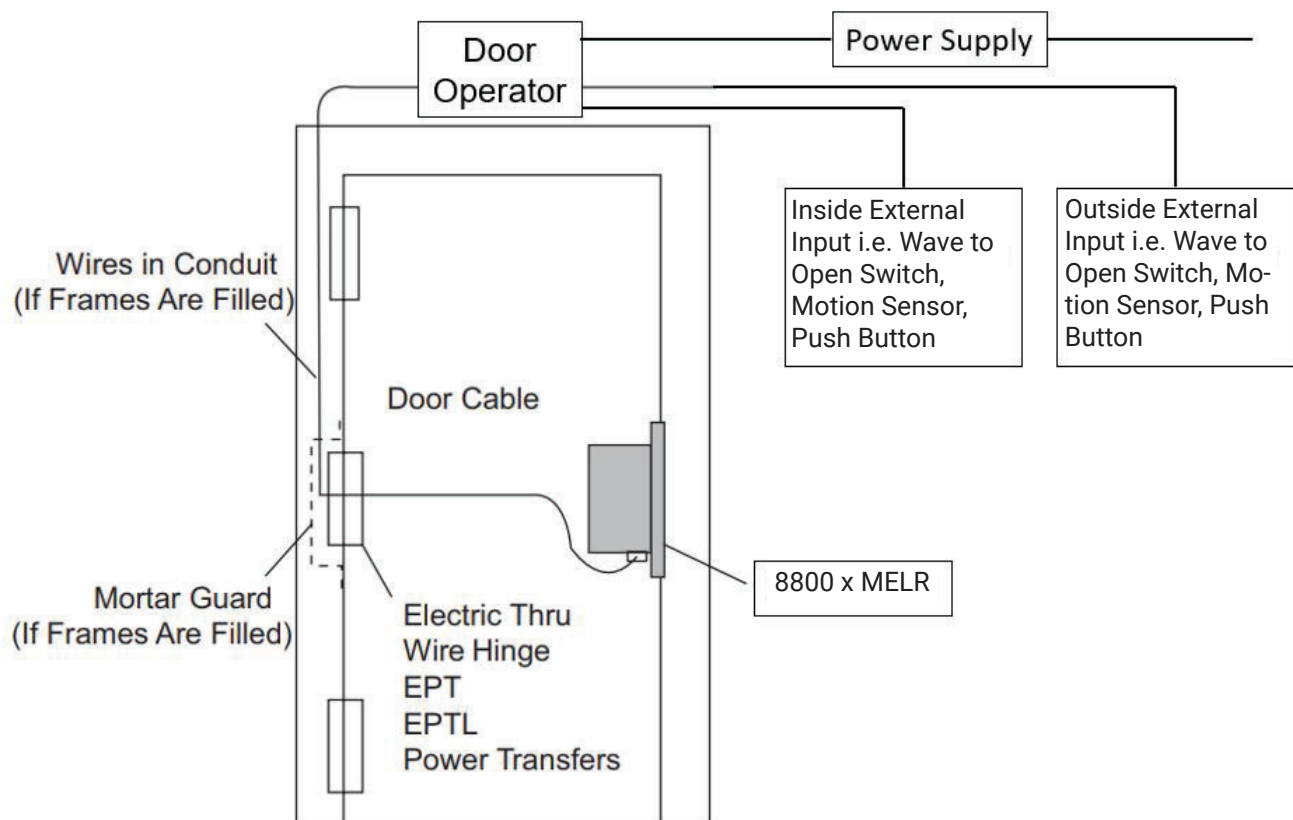 Door
Operator
Power Supply
Inside External
Input i.e. Wave to
Open Switch,
Motion Sensor,
Push Button
Outside External
Input i.e. Wave to
Open Switch, Mo-
tion Sensor, Push
Button
Wires in Conduit
(If Frames Are Filled)
Door Cable
8800 x MELR
Mortar Guard
(If Frames Are Filled)
Electric Thru
Wire Hinge
EPT
EPTL
Power Transfers